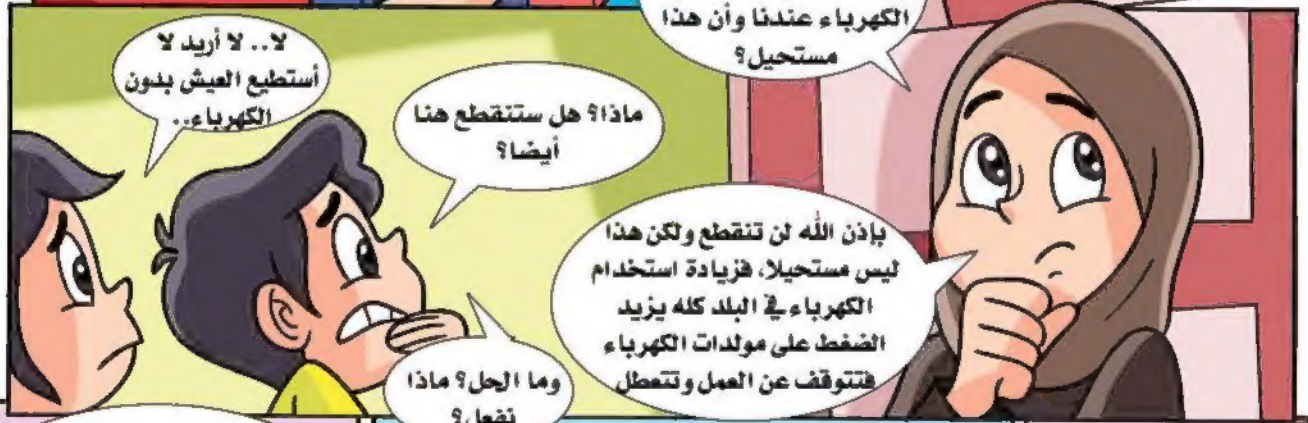 الكهرباء عندنا وأن هذا
مستحيل؟
ماذا؟ هل ستنقطع هنا
أيضا؟
لا.. لا أريد لا
أستطيع العيش بدون
الكهرباء..
بإذن الله لن تنقطع ولكن هذا
ليس مستحيلا، فزيادة استخدام
الكهرباء في البلد كله يزيد
الضغط على مولدات الكهرباء
فتتوقف عن العمل وتتعطل
وما الحل؟ ماذا
نفعل؟